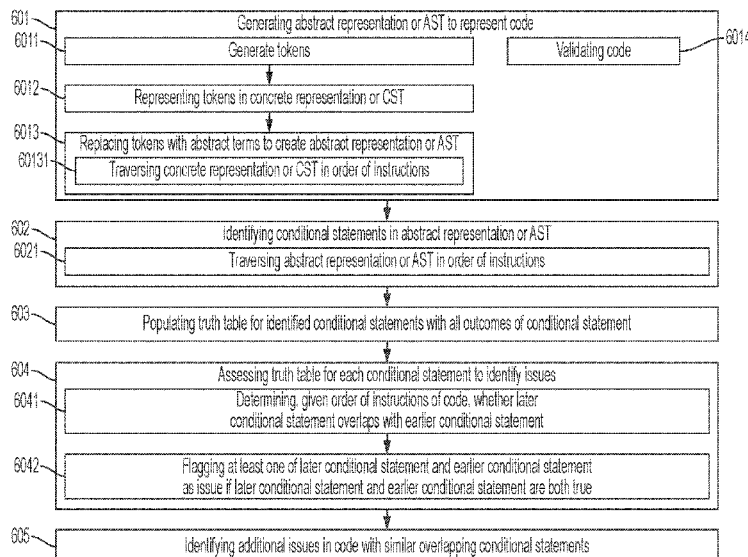 601
Generating abstract representation or AST to represent code
6011
Generate tokens
Validating code
6014
6012
Representing tokens in concrete representation or CST
6013
Replacing tokens with abstract terms to create abstract representation or AST
60131
Traversing concrete representation or CST in order of instructions
602
Identifying conditional statements in abstract representation or AST
6021
Traversing abstract representation or AST in order of instructions
603
Populating truth table for identified conditional statements with all outcomes of conditional statement
604
Assessing truth table for each conditional statement to identify issues
6041
Determining, given order of instructions of code, whether later
conditional statement overlaps with earlier conditional statement
6042
Flagging at least one of later conditional statement and earlier conditional statement
as issue if later conditional statement and earlier conditional statement are both true
605
Identifying additional issues in code with similar overlapping conditional statements